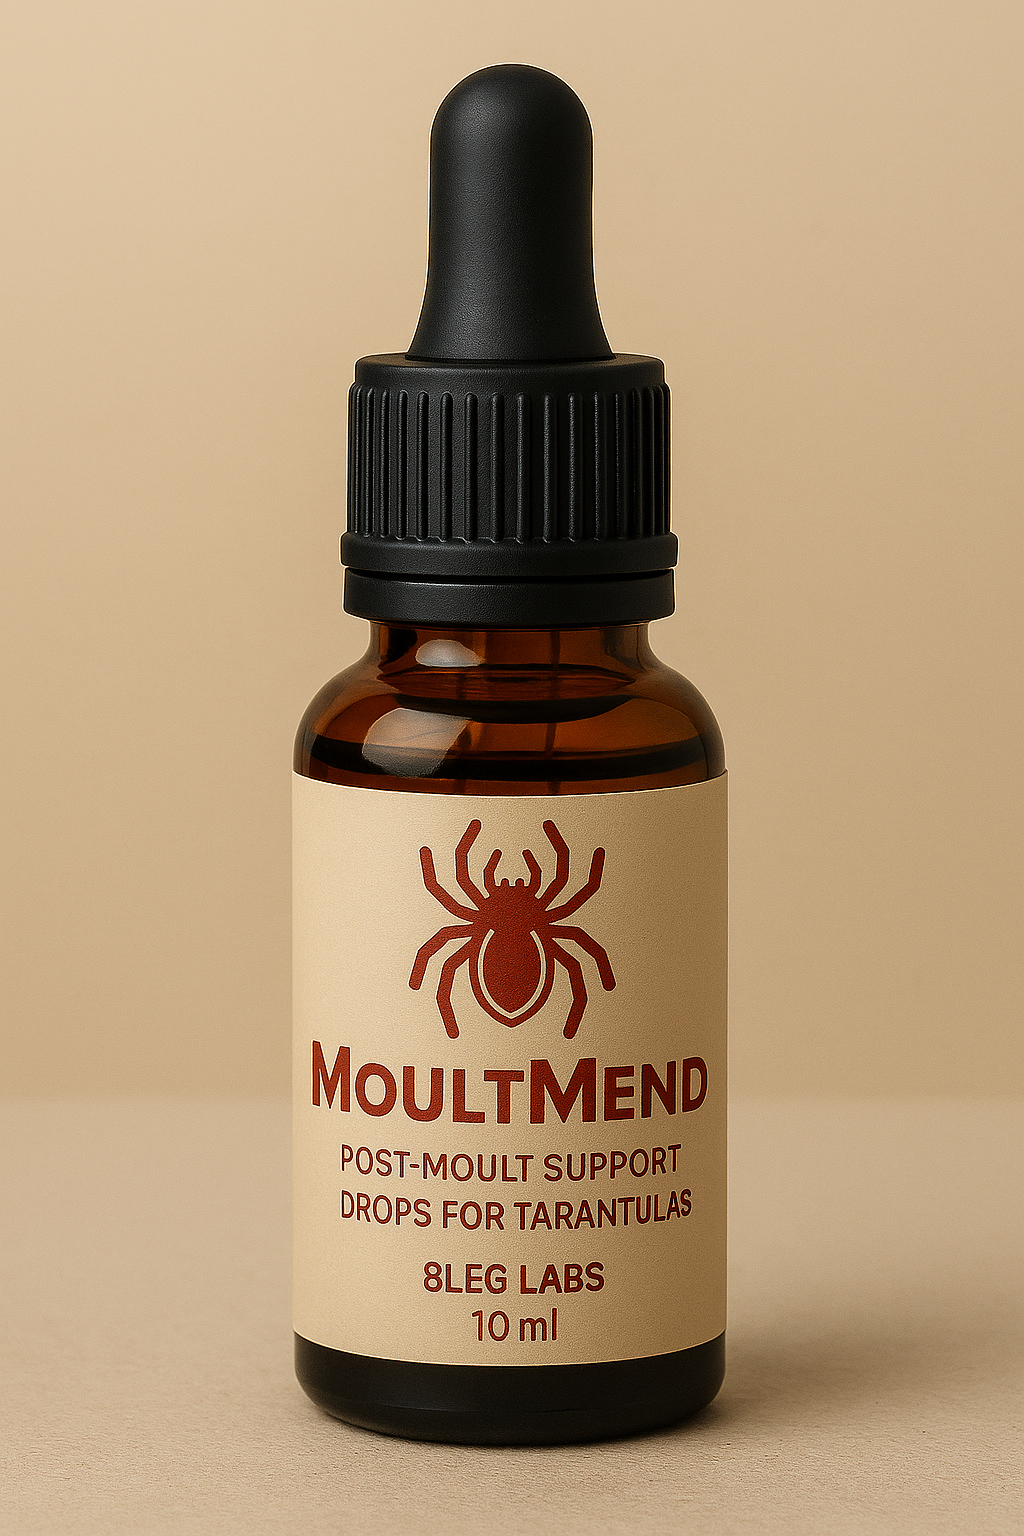 MOULTMEND
POST-MOULT SUPPORT
DROPS FOR TARANTULAS
8LEG LABS
10 ml